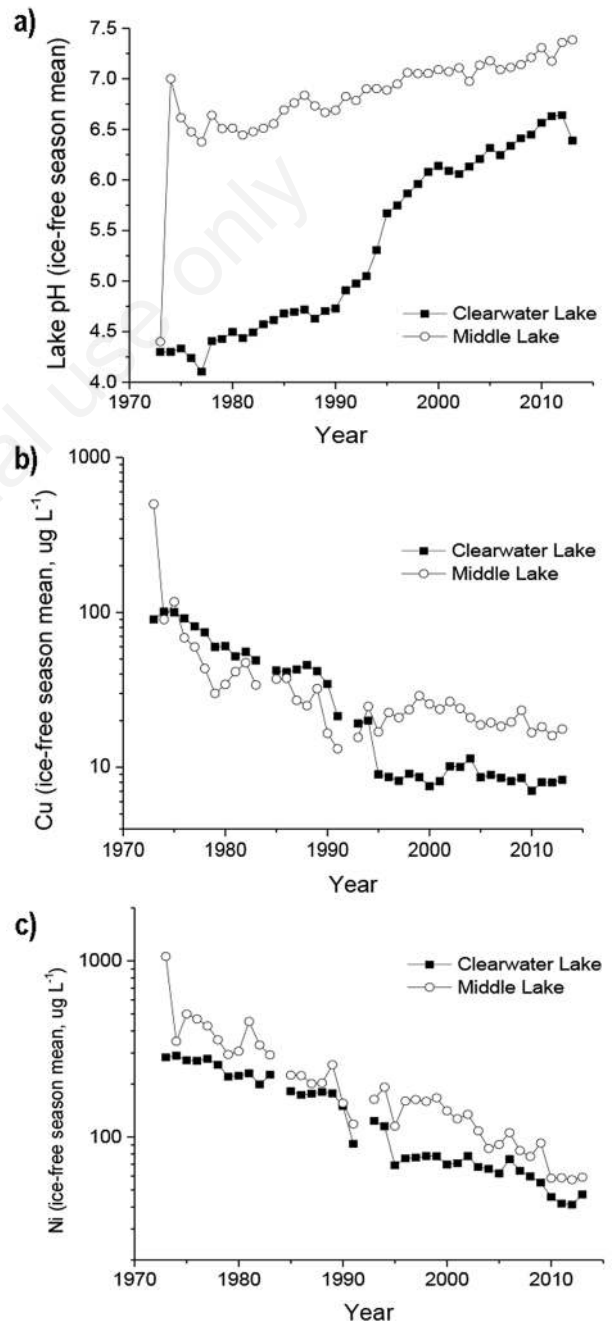 a)
7.5
7.0
6.5
6.0
5.5
5.0
4.5
4.0
Lake pH (ice-free season mean)
Clearwater Lake
Middle Lake
1970 1980 1990 2000 2010
Year
b)
1000
100
10
Cu (ice-free season mean, ug L⁻¹)
Clearwater Lake
Middle Lake
1970 1980 1990 2000 2010
Year
c)
1000
100
Ni (ice-free season mean, ug L⁻¹)
Clearwater Lake
Middle Lake
1970 1980 1990 2000 2010
Year
use only